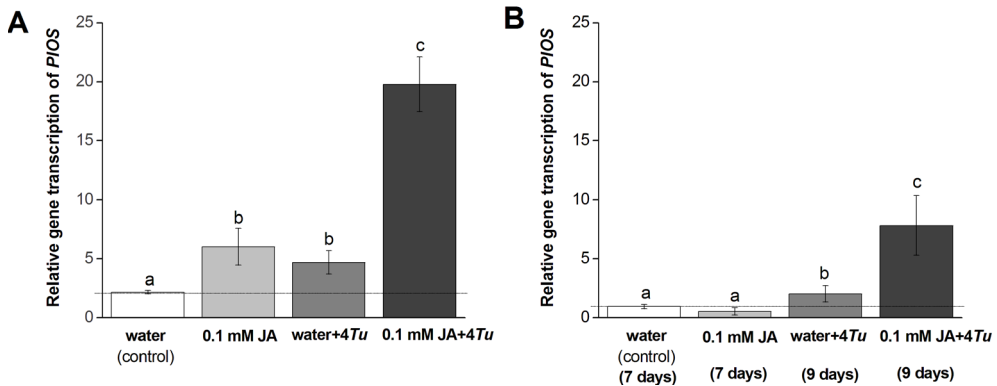 A
Relative gene transcription of PlOS
25
20
15
10
5
0
a
b
b
c
water
(control)
0.1 mM JA
water+4Tu
0.1 mM JA+4Tu
B
Relative gene transcription of PlOS
25
20
15
10
5
0
a
a
b
c
water
(control)
(7 days)
0.1 mM JA
(7 days)
water+4Tu
(9 days)
0.1 mM JA+4Tu
(9 days)